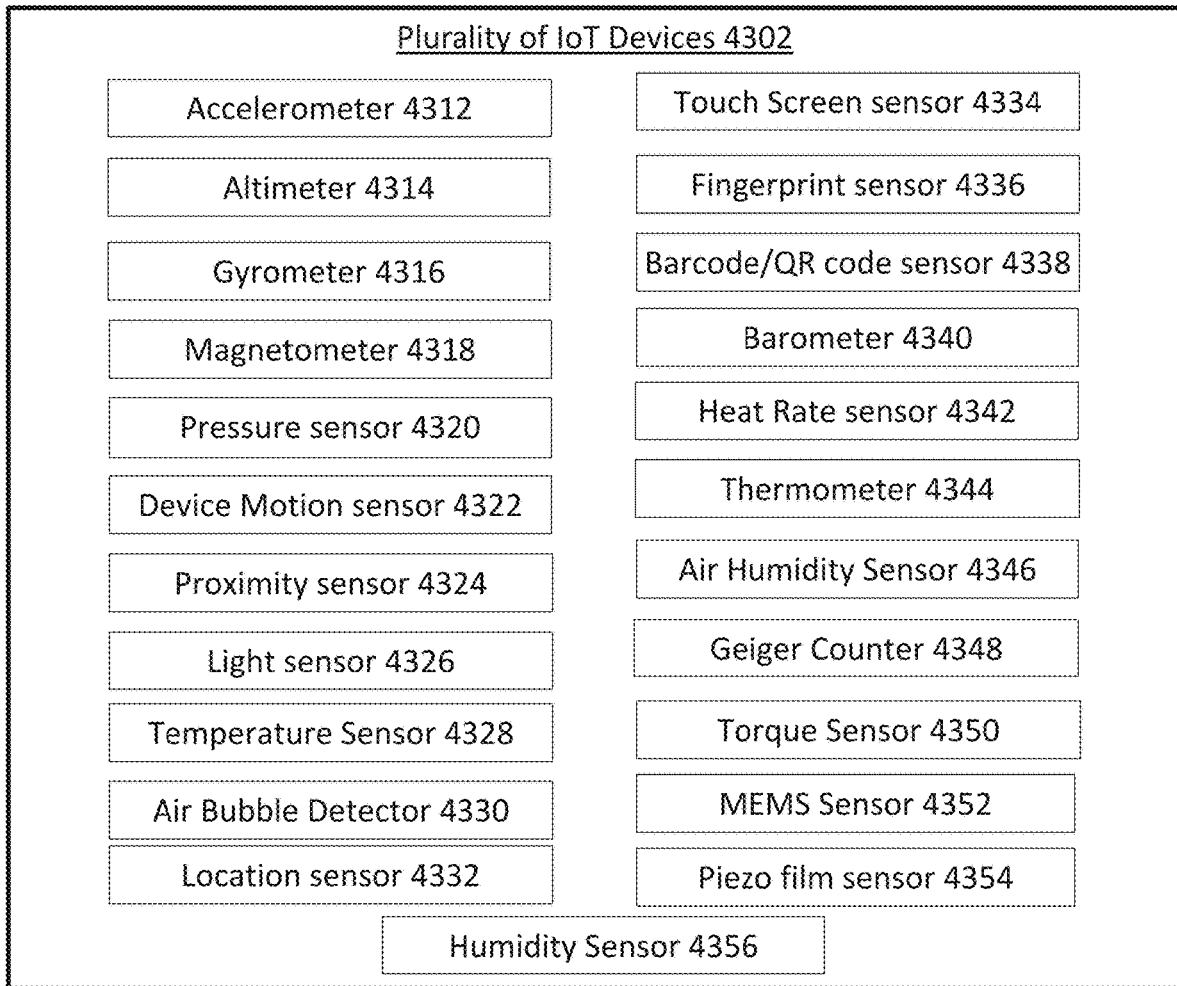 Plurality of IoT Devices 4302
Accelerometer 4312
Altimeter 4314
Gyrometer 4316
Magnetometer 4318
Pressure sensor 4320
Device Motion sensor 4322
Proximity sensor 4324
Light sensor 4326
Temperature Sensor 4328
Air Bubble Detector 4330
Location sensor 4332
Touch Screen sensor 4334
Fingerprint sensor 4336
Barcode/QR code sensor 4338
Barometer 4340
Heat Rate sensor 4342
Thermometer 4344
Air Humidity Sensor 4346
Geiger Counter 4348
Torque Sensor 4350
MEMS Sensor 4352
Piezo film sensor 4354
Humidity Sensor 4356